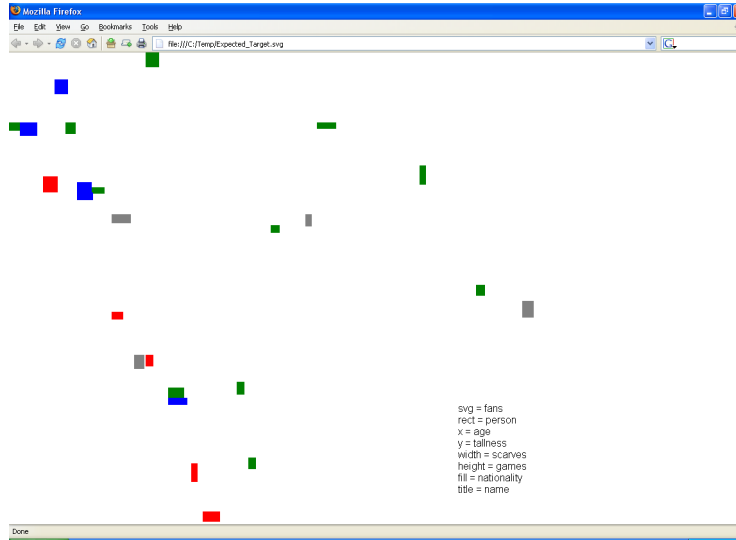 Mozilla Firefox
File Edit View Go Bookmarks Tools Help
file:///C:/Temp/Expected_Target.svg
G
svg = fans
rect = person
x = age
y = tallness
width = scarves
height = games
fill = nationality
title = name
Done